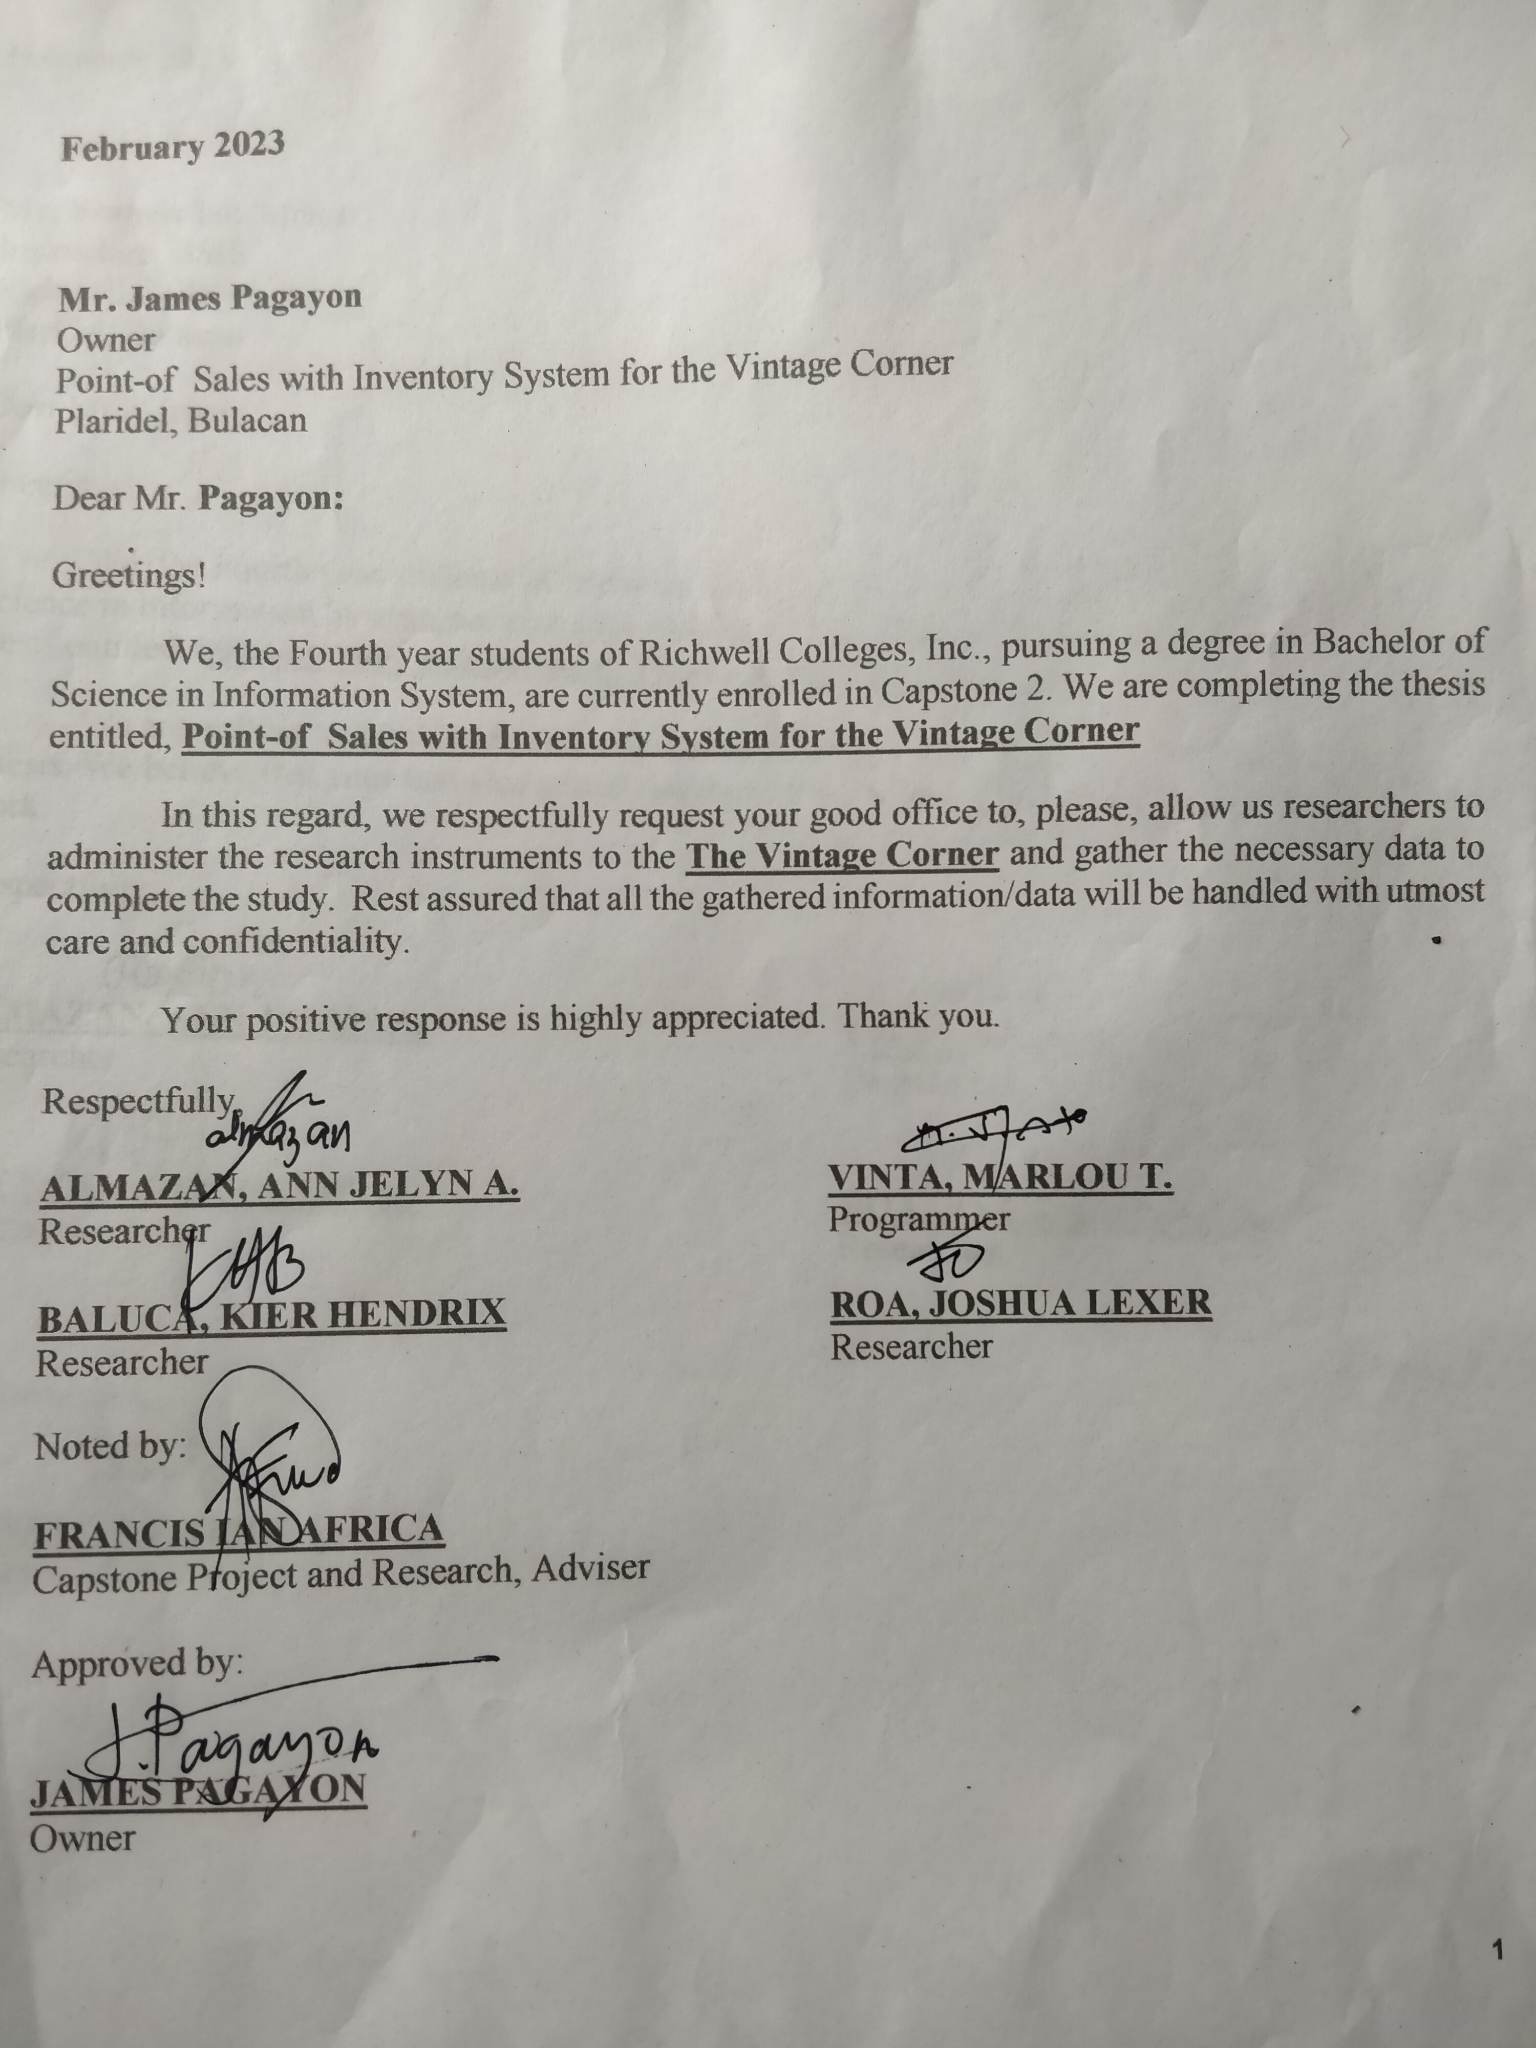 February 2023
Mr. James Pagayon
Owner
Point-of Sales with Inventory System for the Vintage Corner
Plaridel, Bulacan
Dear Mr. Pagayon:
Greetings!
We, the Fourth year students of Richwell Colleges, Inc., pursuing a degree in Bachelor of
Science in Information System, are currently enrolled in Capstone 2. We are completing the thesis
entitled, Point-of Sales with Inventory System for the Vintage Corner
In this regard, we respectfully request your good office to, please, allow us researchers to
administer the research instruments to the The Vintage Corner and gather the necessary data to
complete the study. Rest assured that all the gathered information/data will be handled with utmost
care and confidentiality.
Your positive response is highly appreciated. Thank you.
Respectfully,
almazan
ALMAZAN, ANN JELYN A.
Researcher
VINTA, MARLOU T.
Programmer
BALUCA, KIER HENDRIX
Researcher
ROA, JOSHUA LEXER
Researcher
Noted by:
FRANCIS IAN AFRICA
Capstone Project and Research, Adviser
Approved by:
J. Pagayon
JAMES PAGAYON
Owner
1